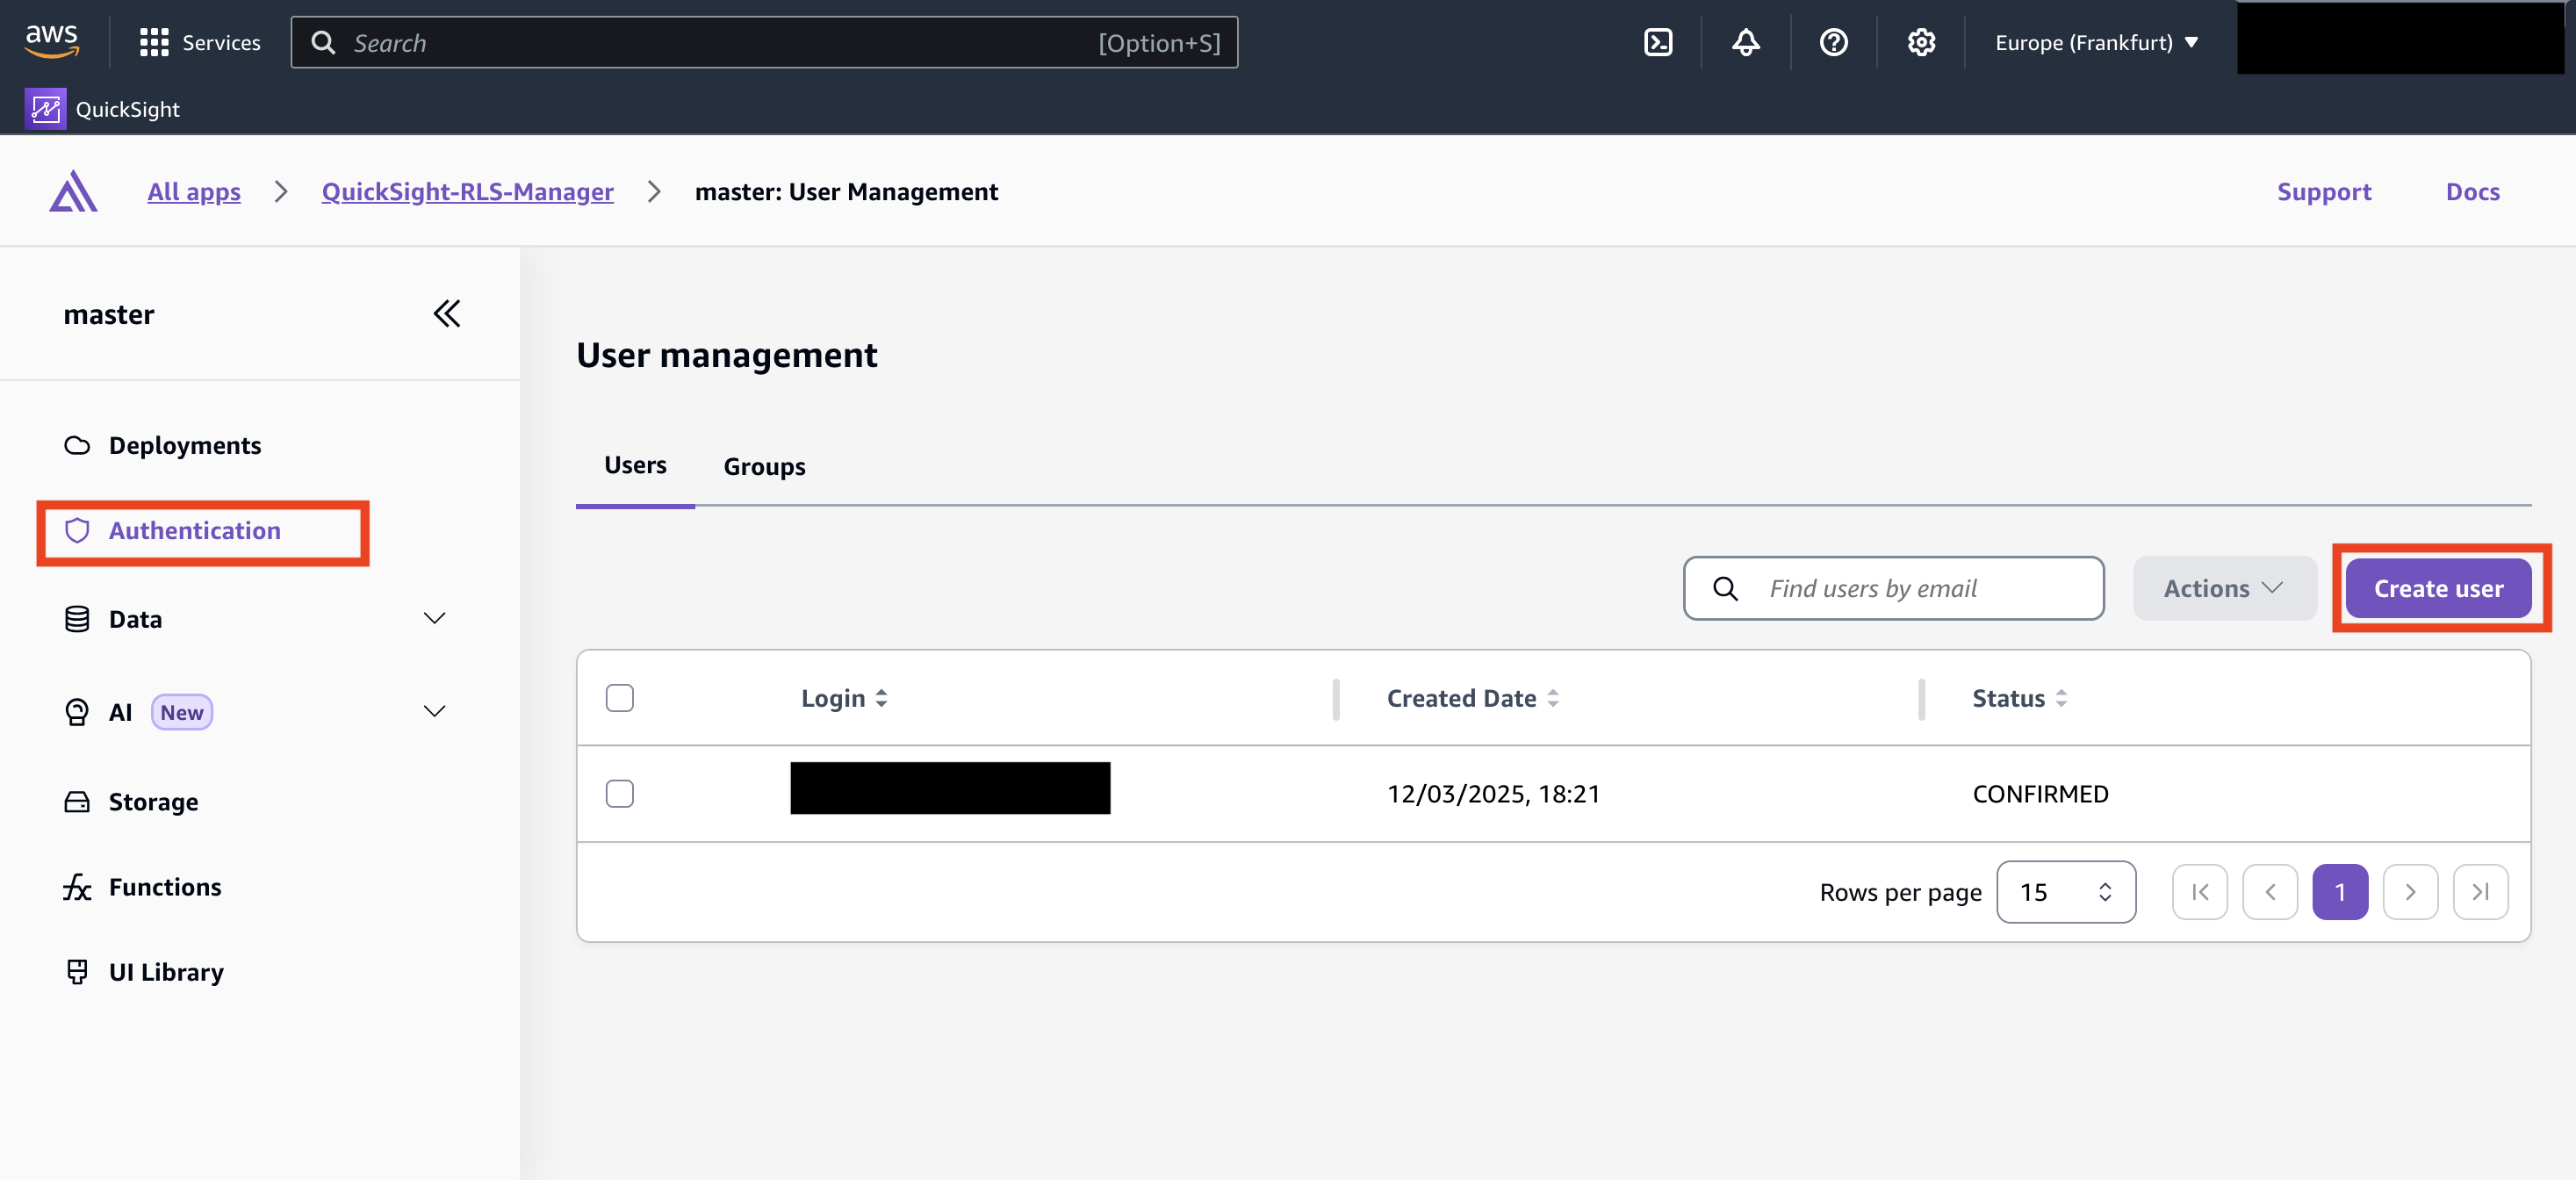 aws
Services
Search
[Option+S]
Europe (Frankfurt)
QuickSight
All apps
QuickSight-RLS-Manager
master: User Management
Support
Docs
master
User management
Deployments
Users
Groups
Authentication
Find users by email
Actions
Create user
Data
Login
Created Date
Status
AI
New
12/03/2025, 18:21
CONFIRMED
Storage
Functions
Rows per page
15
1
UI Library